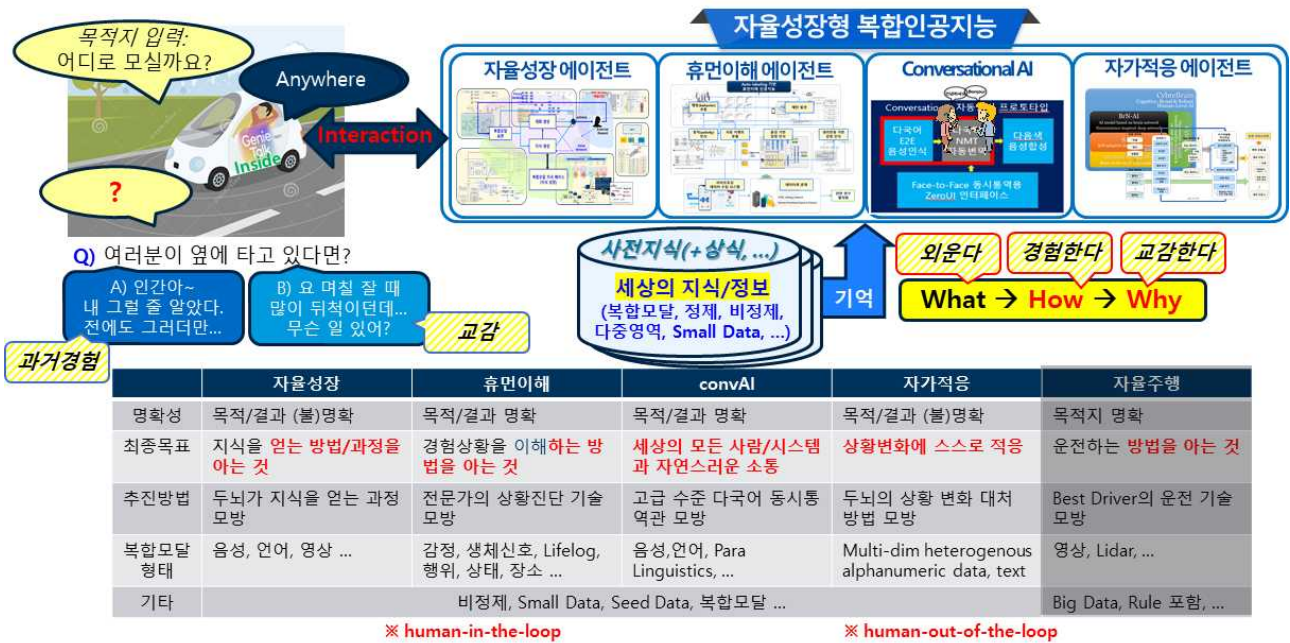 자율성장형 복합인공지능
목적지 입력:
어디로 모실까요?
Anywhere
Genie
Talk
Inside
?
Interaction
자율성장 에이전트
휴먼이해 에이전트
Conversational AI
자가적응 에이전트
다국어
E2E
음성인식
NMT
자동번역
다음색
음성합성
Face-to-Face 동시통역용
ZeroUI 인터페이스
Q) 여러분이 옆에 타고 있다면?
A) 인간아~
내 그럴 줄 알았다.
전에도 그러더만...
과거경험
B) 요 며칠 잘 때
많이 뒤척이던데...
무슨 일 있어?
교감
사전지식(+상식, ...)
세상의 지식/정보
(복합모달, 정제, 비정제,
다중영역, Small Data, ...)
기억
외운다
경험한다
교감한다
What → How → Why
자율성장 휴먼이해 convAI 자가적응 자율주행
명확성 목적/결과 (불)명확 목적/결과 명확 목적/결과 명확 목적/결과 (불)명확 목적지 명확
최종목표 지식을 얻는 방법/과정을 경험상황을 이해하는 방 세상의 모든 사람/시스템 상황변화에 스스로 적응 운전하는 방법을 아는 것
아는 것 법을 아는 것 과 자연스러운 소통
추진방법 두뇌가 지식을 얻는 과정 전문가의 상황진단 기술 고급 수준 다국어 동시통 두뇌의 상황 변화 대처 Best Driver의 운전 기술
모방 모방 역관 모방 방법 모방 모방
복합모달 음성, 언어, 영상 ... 감정, 생체신호, Lifelog, 음성,언어, Para Multi-dim heterogenous 영상, Lidar, ...
형태 행위, 상태, 장소 ... Linguistics, ... alphanumeric data, text
기타 비정제, Small Data, Seed Data, 복합모달 ... Big Data, Rule 포함, ...
※ human-in-the-loop ※ human-out-of-the-loop